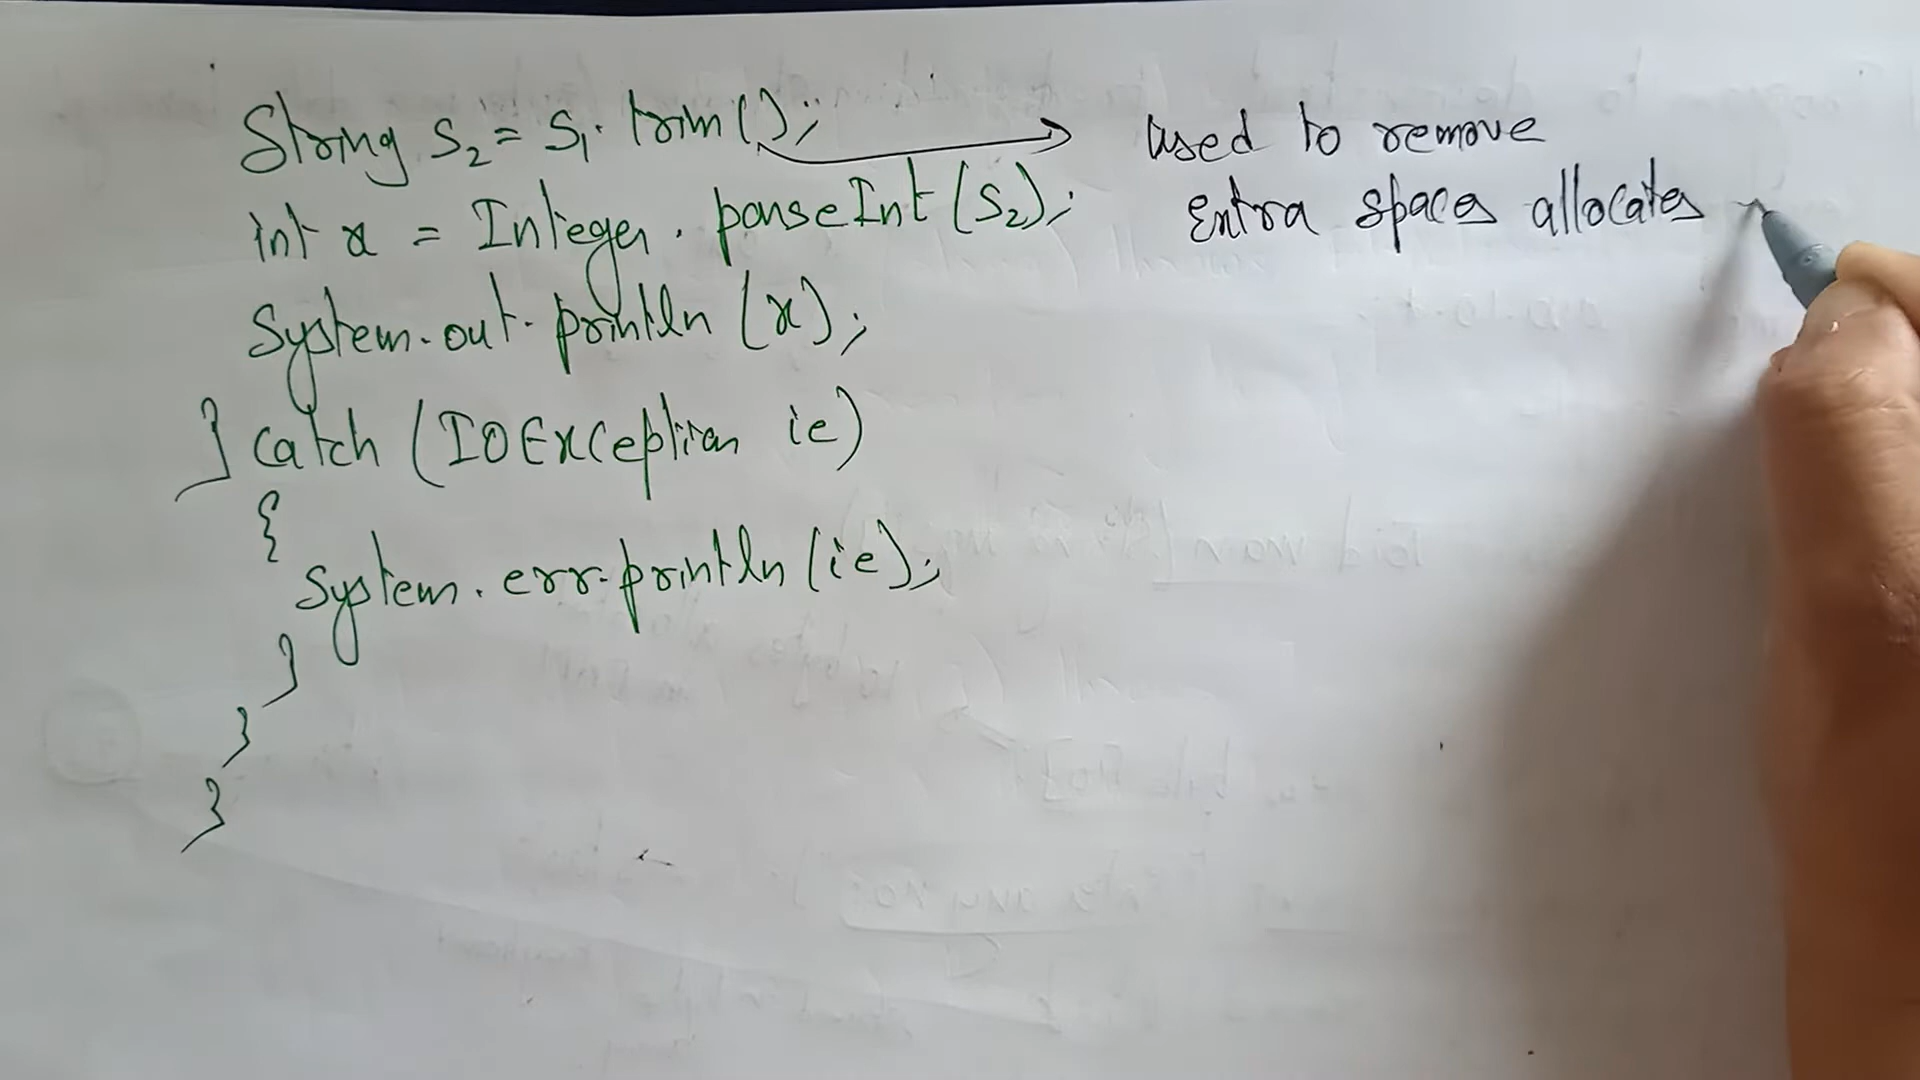 String s2 = s1. trim();
int x = Integer. parseInt (s2);
System.out.println (x);
} catch (IOException ie)
{
System.err.println (ie);
}
}
}
used to remove
Extra spaces allocates